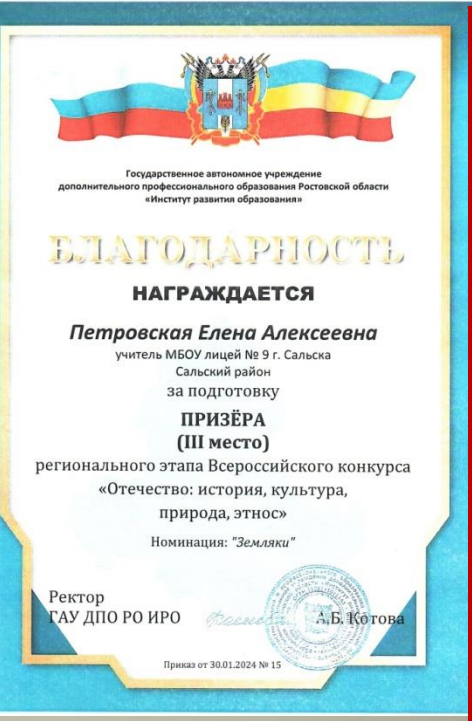 Государственное автономное учреждение
дополнительного профессионального образования Ростовской области
«Институт развития образования»
БЛАГОДАРНОСТЬ
НАГРАЖДАЕТСЯ
Петровская Елена Алексеевна
учитель МБОУ лицей № 9 г. Сальска
Сальский район
за подготовку
ПРИЗЁРА
(III место)
регионального этапа Всероссийского конкурса
«Отечество: история, культура,
природа, этнос»
Номинация: "Земляки"
Ректор
ГАУ ДПО РО ИРО
А.Б. Котова
Приказ от 30.01.2024 № 15